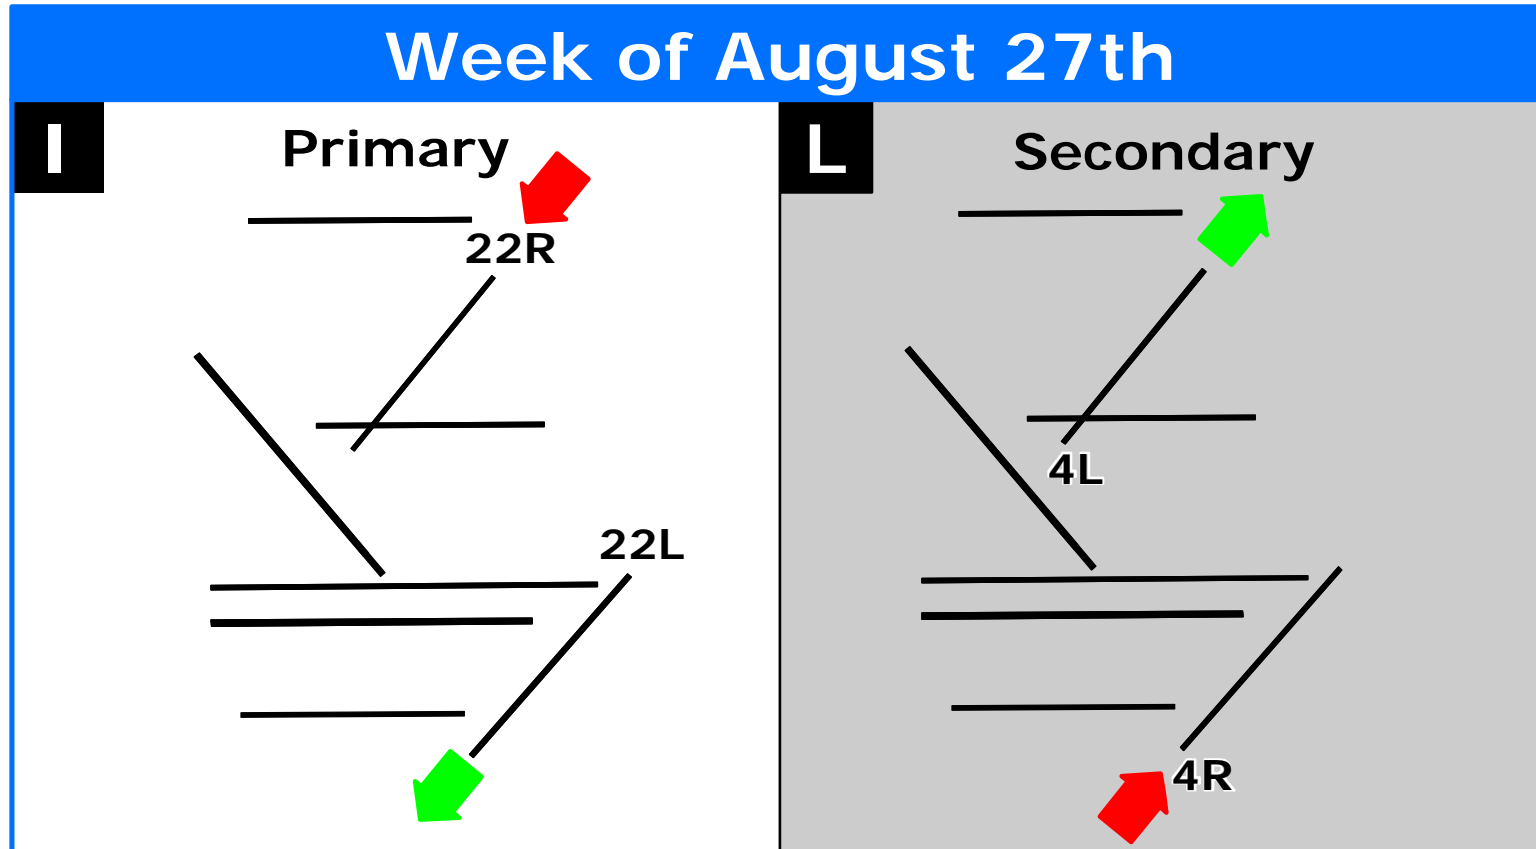 Week of August 27th
I
Primary
22R
22L
L
Secondary
4L
4R